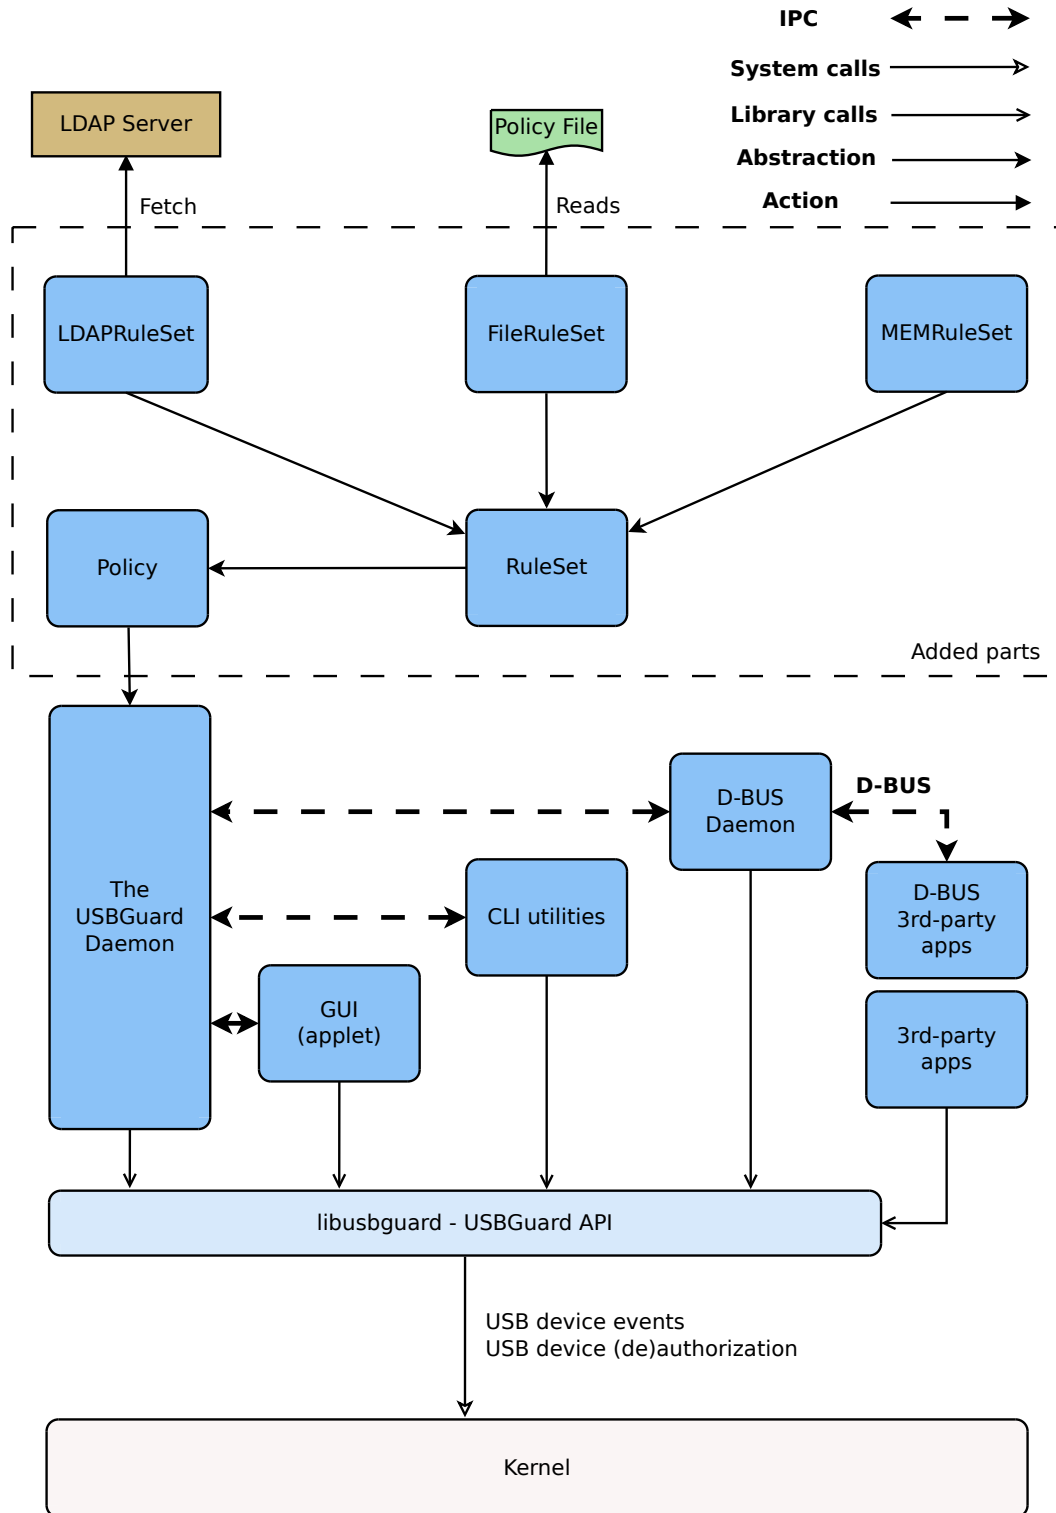 IPC
System calls
Library calls
Abstraction
Action
LDAP Server
Policy File
Fetch
Reads
LDAPRuleSet
FileRuleSet
MEMRuleSet
Policy
RuleSet
Added parts
The
USBGuard
Daemon
D-BUS
Daemon
D-BUS
CLI utilities
D-BUS
3rd-party
apps
GUI
(applet)
3rd-party
apps
libusbguard - USBGuard API
USB device events
USB device (de)authorization
Kernel